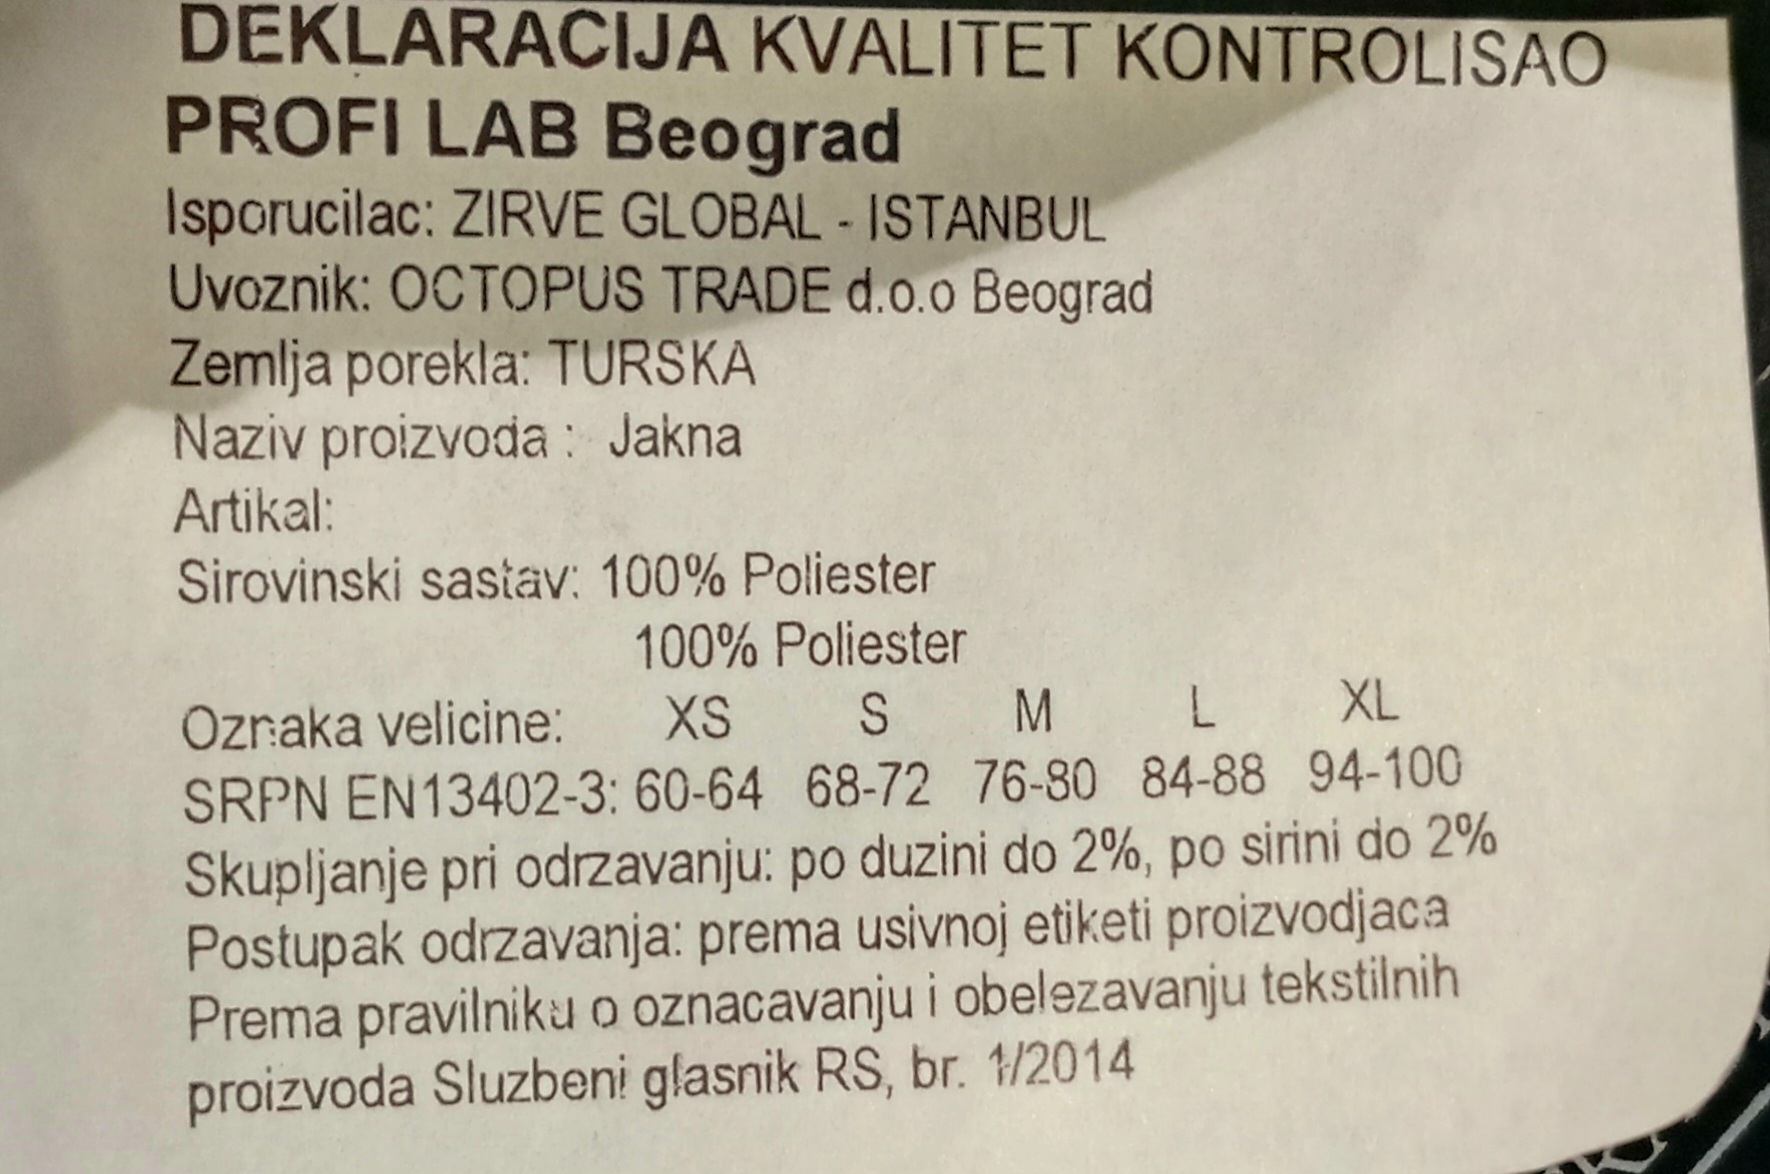 DEKLARACIJA KVALITET KONTROLISAO
PROFI LAB Beograd
Isporucilac: ZIRVE GLOBAL - ISTANBUL
Uvoznik: OCTOPUS TRADE d.o.o Beograd
Zemlja porekla: TURSKA
Naziv proizvoda : Jakna
Artikal:
Sirovinski sastav: 100% Poliester
100% Poliester
Oznaka velicine: XS S M L XL
SRPN EN13402-3: 60-64 68-72 76-80 84-88 94-100
Skupljanje pri odrzavanju: po duzini do 2%, po sirini do 2%
Postupak odrzavanja: prema usivnoj etiketi proizvodjaca
Prema pravilniku o oznacavanju i obelezavanju tekstilnih
proizvoda Sluzbeni glasnik RS, br. 1/2014